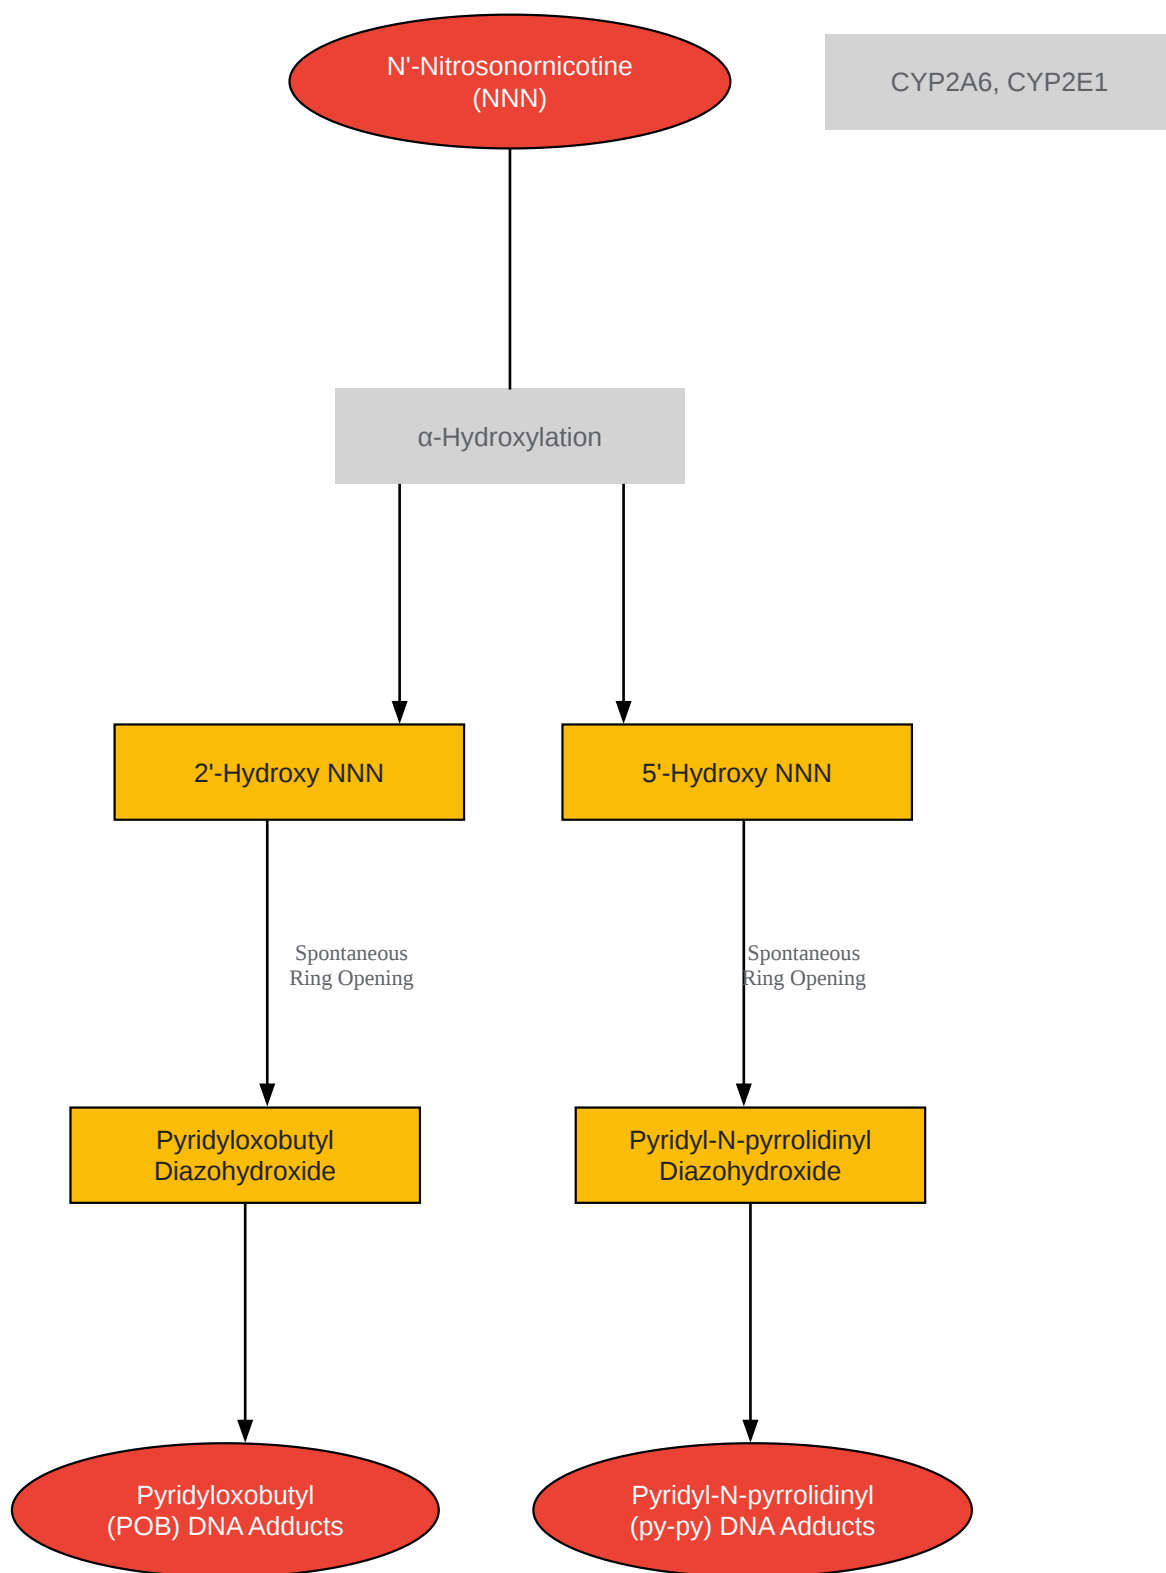 N'-Nitrosonornicotine
(NNN)
CYP2A6, CYP2E1
α-Hydroxylation
2'-Hydroxy NNN
5'-Hydroxy NNN
Spontaneous
Ring Opening
Spontaneous
Ring Opening
Pyridyloxobutyl
Diazohydroxide
Pyridyl-N-pyrrolidinyl
Diazohydroxide
Pyridyloxobutyl
(POB) DNA Adducts
Pyridyl-N-pyrrolidinyl
(py-py) DNA Adducts